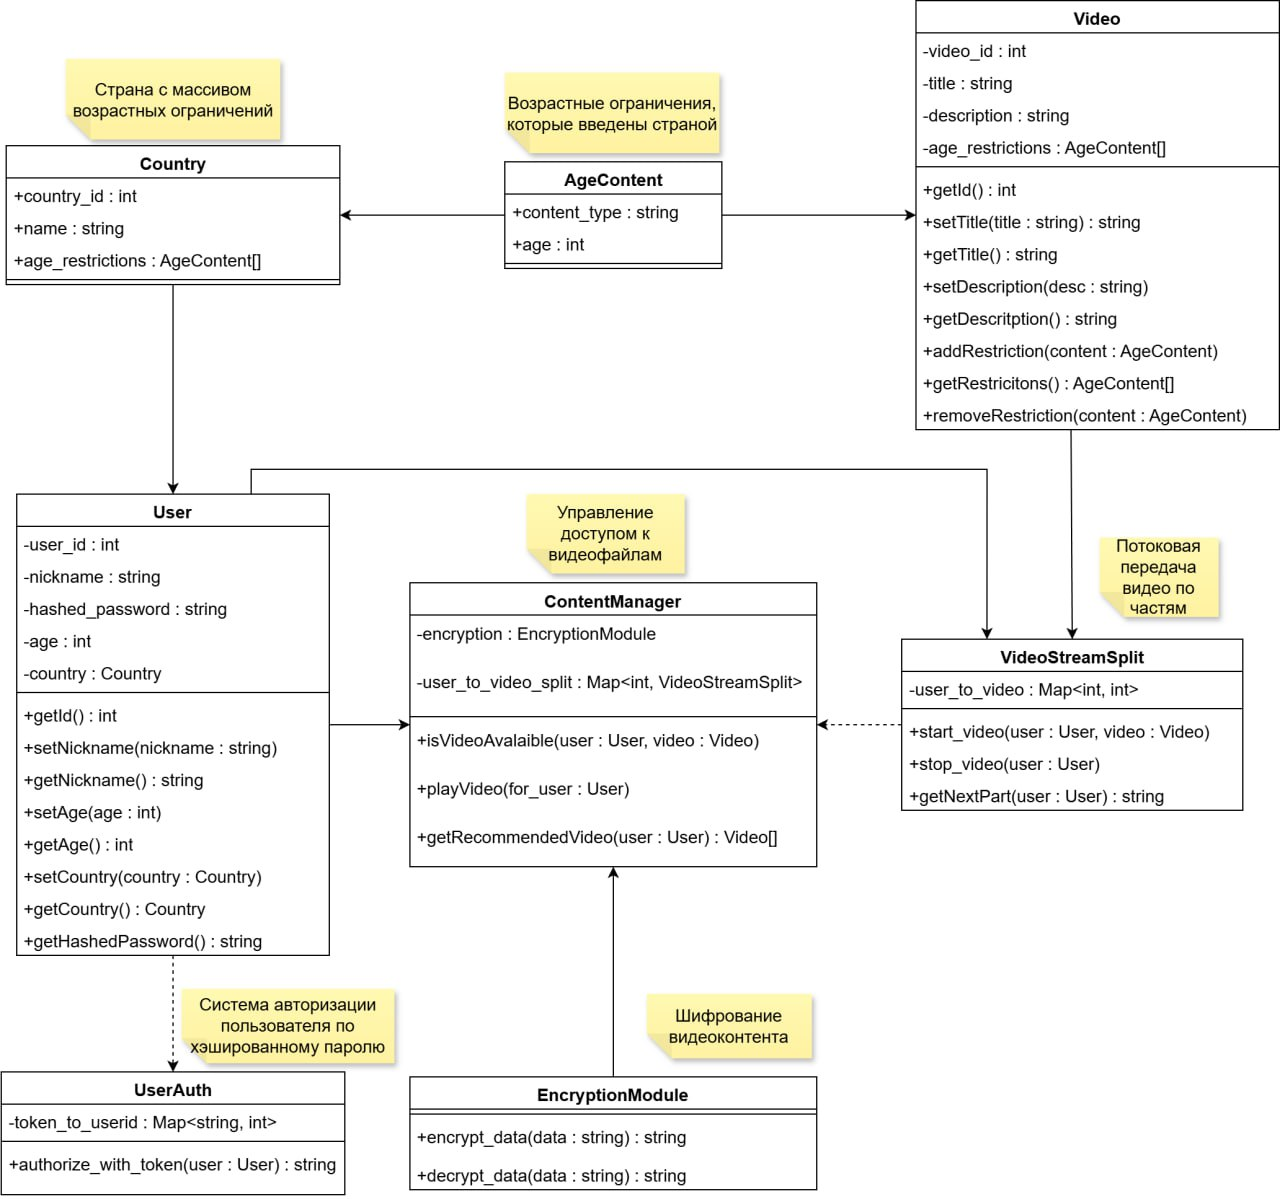 Страна с массивом
возрастных ограничений
Country
+country_id : int
+name : string
+age_restrictions : AgeContent[]
Возрастные ограничения,
которые введены страной
AgeContent
+content_type : string
+age : int
Video
-video_id : int
-title : string
-description : string
-age_restrictions : AgeContent[]
+getId() : int
+setTitle(title : string) : string
+getTitle() : string
+setDescription(desc : string)
+getDescritption() : string
+addRestriction(content : AgeContent)
+getRestricitons() : AgeContent[]
+removeRestriction(content : AgeContent)
User
-user_id : int
-nickname : string
-hashed_password : string
-age : int
-country : Country
+getId() : int
+setNickname(nickname : string)
+getNickname() : string
+setAge(age : int)
+getAge() : int
+setCountry(country : Country)
+getCountry() : Country
+getHashedPassword() : string
Управление
доступом к
видеофайлам
ContentManager
-encryption : EncryptionModule
-user_to_video_split : Map<int, VideoStreamSplit>
+isVideoAvalaible(user : User, video : Video)
+playVideo(for_user : User)
+getRecommendedVideo(user : User) : Video[]
Потоковая
передача
видео по
частям
VideoStreamSplit
-user_to_video : Map<int, int>
+start_video(user : User, video : Video)
+stop_video(user : User)
+getNextPart(user : User) : string
Система авторизации
пользователя по
хэшированному паролю
UserAuth
-token_to_userid : Map<string, int>
+authorize_with_token(user : User) : string
Шифрование
видеоконтента
EncryptionModule
+encrypt_data(data : string) : string
+decrypt_data(data : string) : string